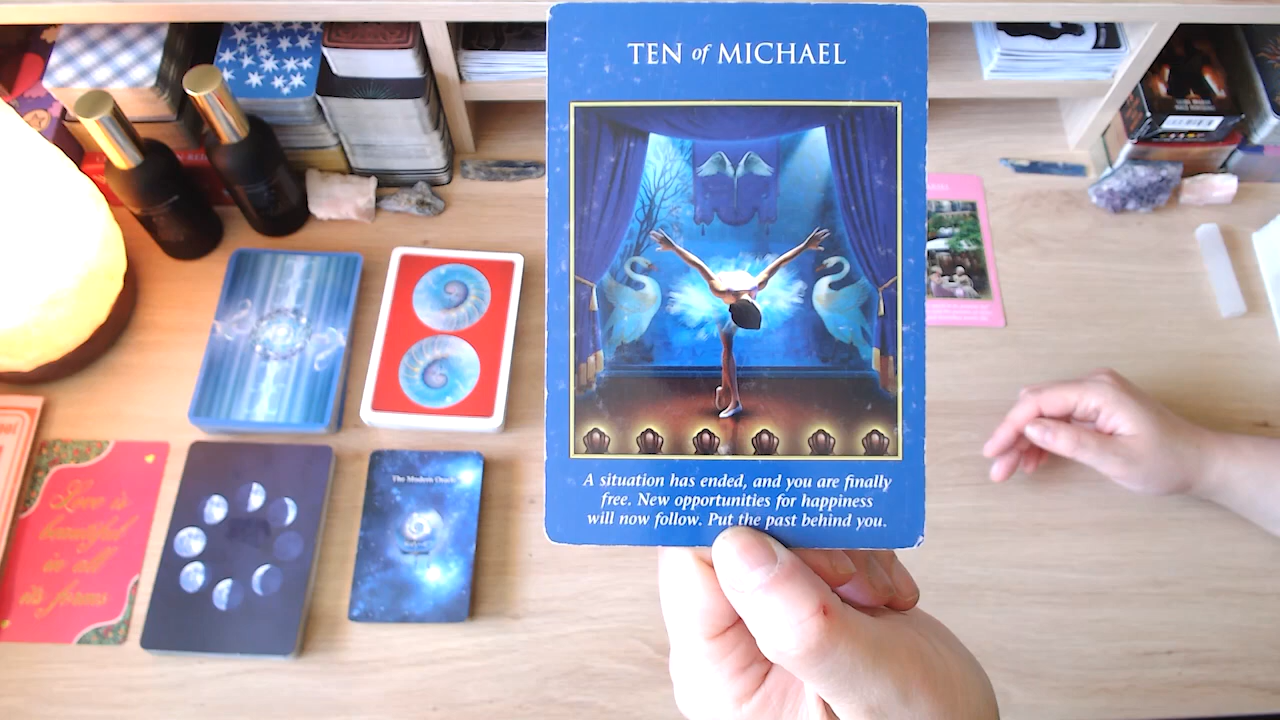 TEN of MICHAEL
A situation has ended, and you are finally
free. New opportunities for happiness
will now follow. Put the past behind you.
The Modern Oracle
Love is
beautiful
in all
its forms